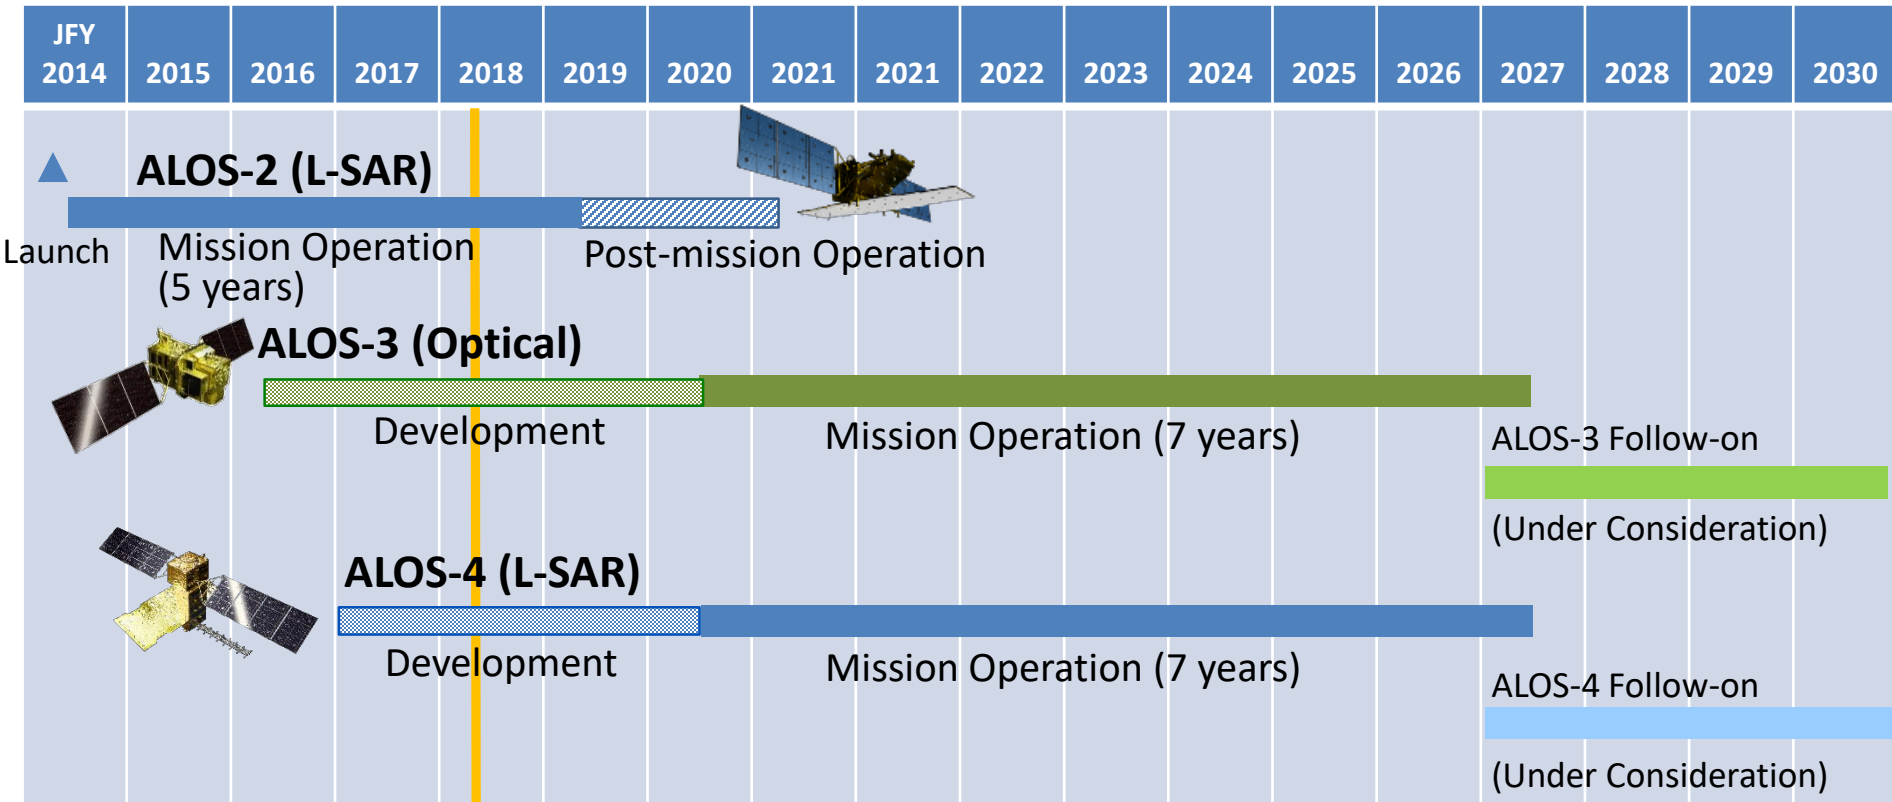 JFY
2014 2015 2016 2017 2018 2019 2020 2021 2021 2022 2023 2024 2025 2026 2027 2028 2029 2030
ALOS-2 (L-SAR)
Launch
Mission Operation
(5 years)
Post-mission Operation
ALOS-3 (Optical)
Development
Mission Operation (7 years)
ALOS-3 Follow-on
(Under Consideration)
ALOS-4 (L-SAR)
Development
Mission Operation (7 years)
ALOS-4 Follow-on
(Under Consideration)